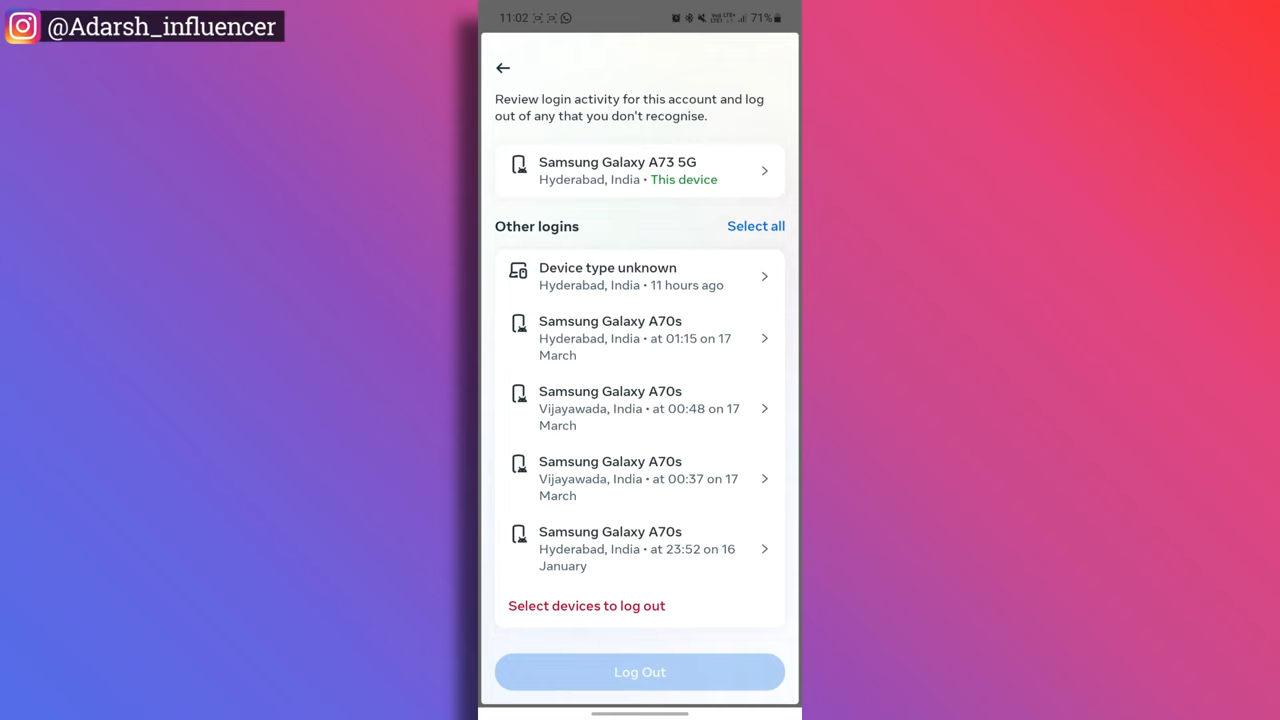 @Adarsh_influencer
11:02
71%
Review login activity for this account and log
out of any that you don't recognise.
Samsung Galaxy A73 5G
Hyderabad, India • This device
Other logins
Select all
Device type unknown
Hyderabad, India • 11 hours ago
Samsung Galaxy A70s
Hyderabad, India • at 01:15 on 17
March
Samsung Galaxy A70s
Vijayawada, India • at 00:48 on 17
March
Samsung Galaxy A70s
Vijayawada, India • at 00:37 on 17
March
Samsung Galaxy A70s
Hyderabad, India • at 23:52 on 16
January
Select devices to log out
Log Out